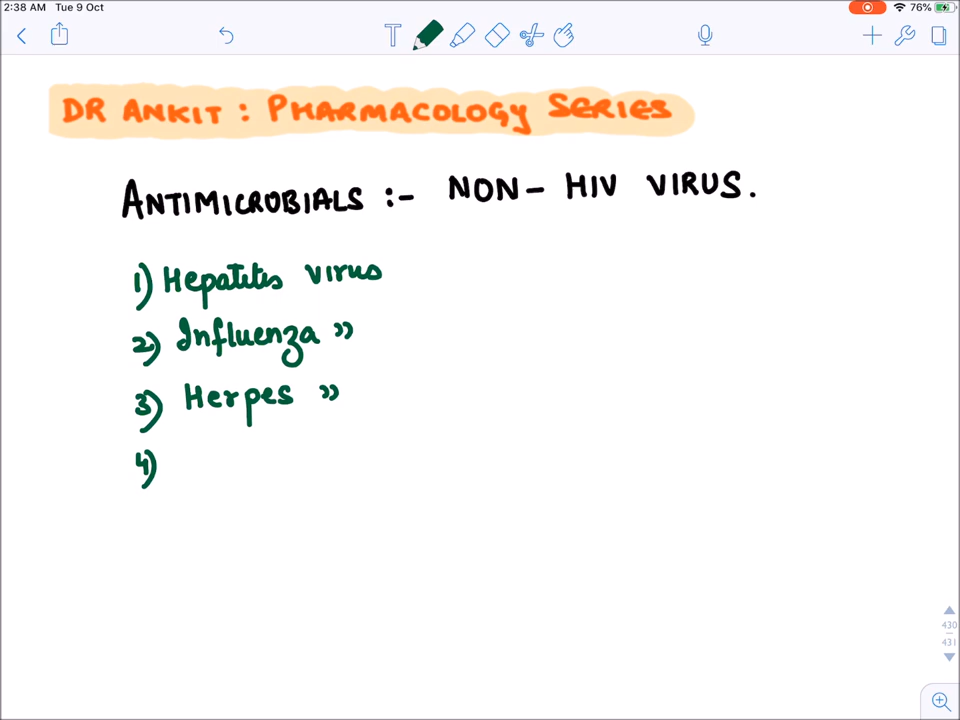 2:38 AM Tue 9 Oct 76%
T
DR ANKIT : PHARMACOLOGY SERIES
ANTIMICROBIALS :- NON- HIV VIRUS.
1) Hepatitis virus
2) Influenza "
3) Herpes "
4)
430
431